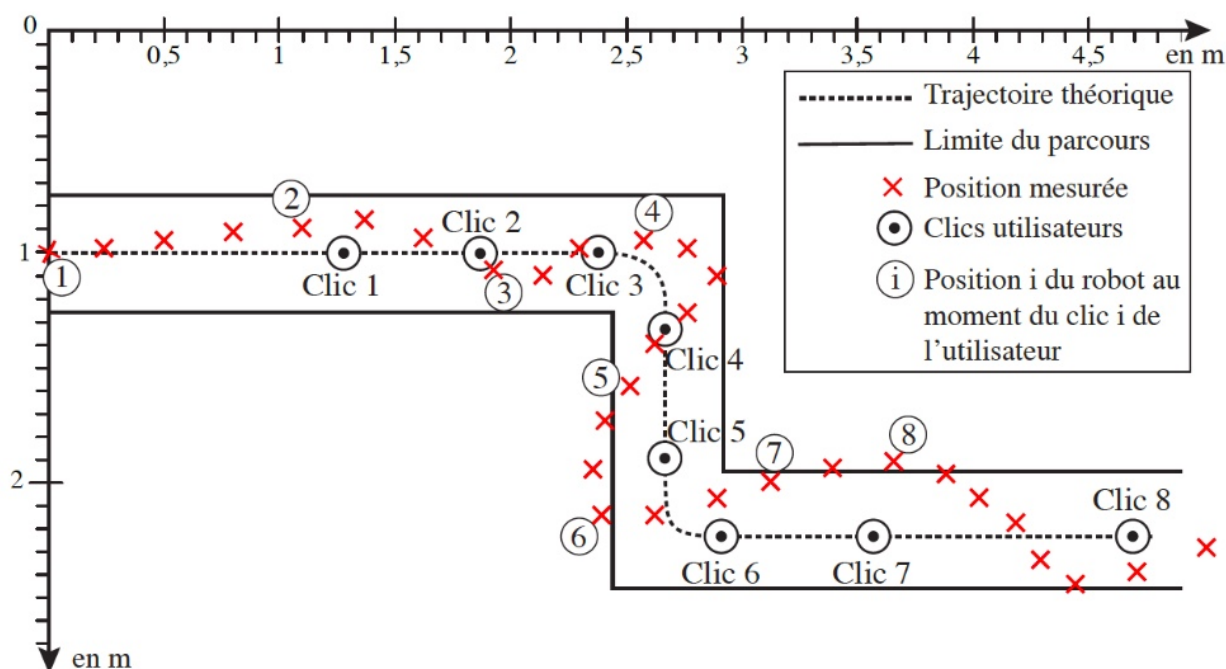 0
0,5
1
1,5
2
2,5
3
3,5
4
4,5
en m
Trajectoire théorique
Limite du parcours
Position mesurée
Clics utilisateurs
i Position i du robot au
moment du clic i de
l'utilisateur
2
4
Clic 2
1
1
Clic 1
3
Clic 3
Clic 4
5
Clic 5
7
8
2
6
Clic 6
Clic 7
Clic 8
en m